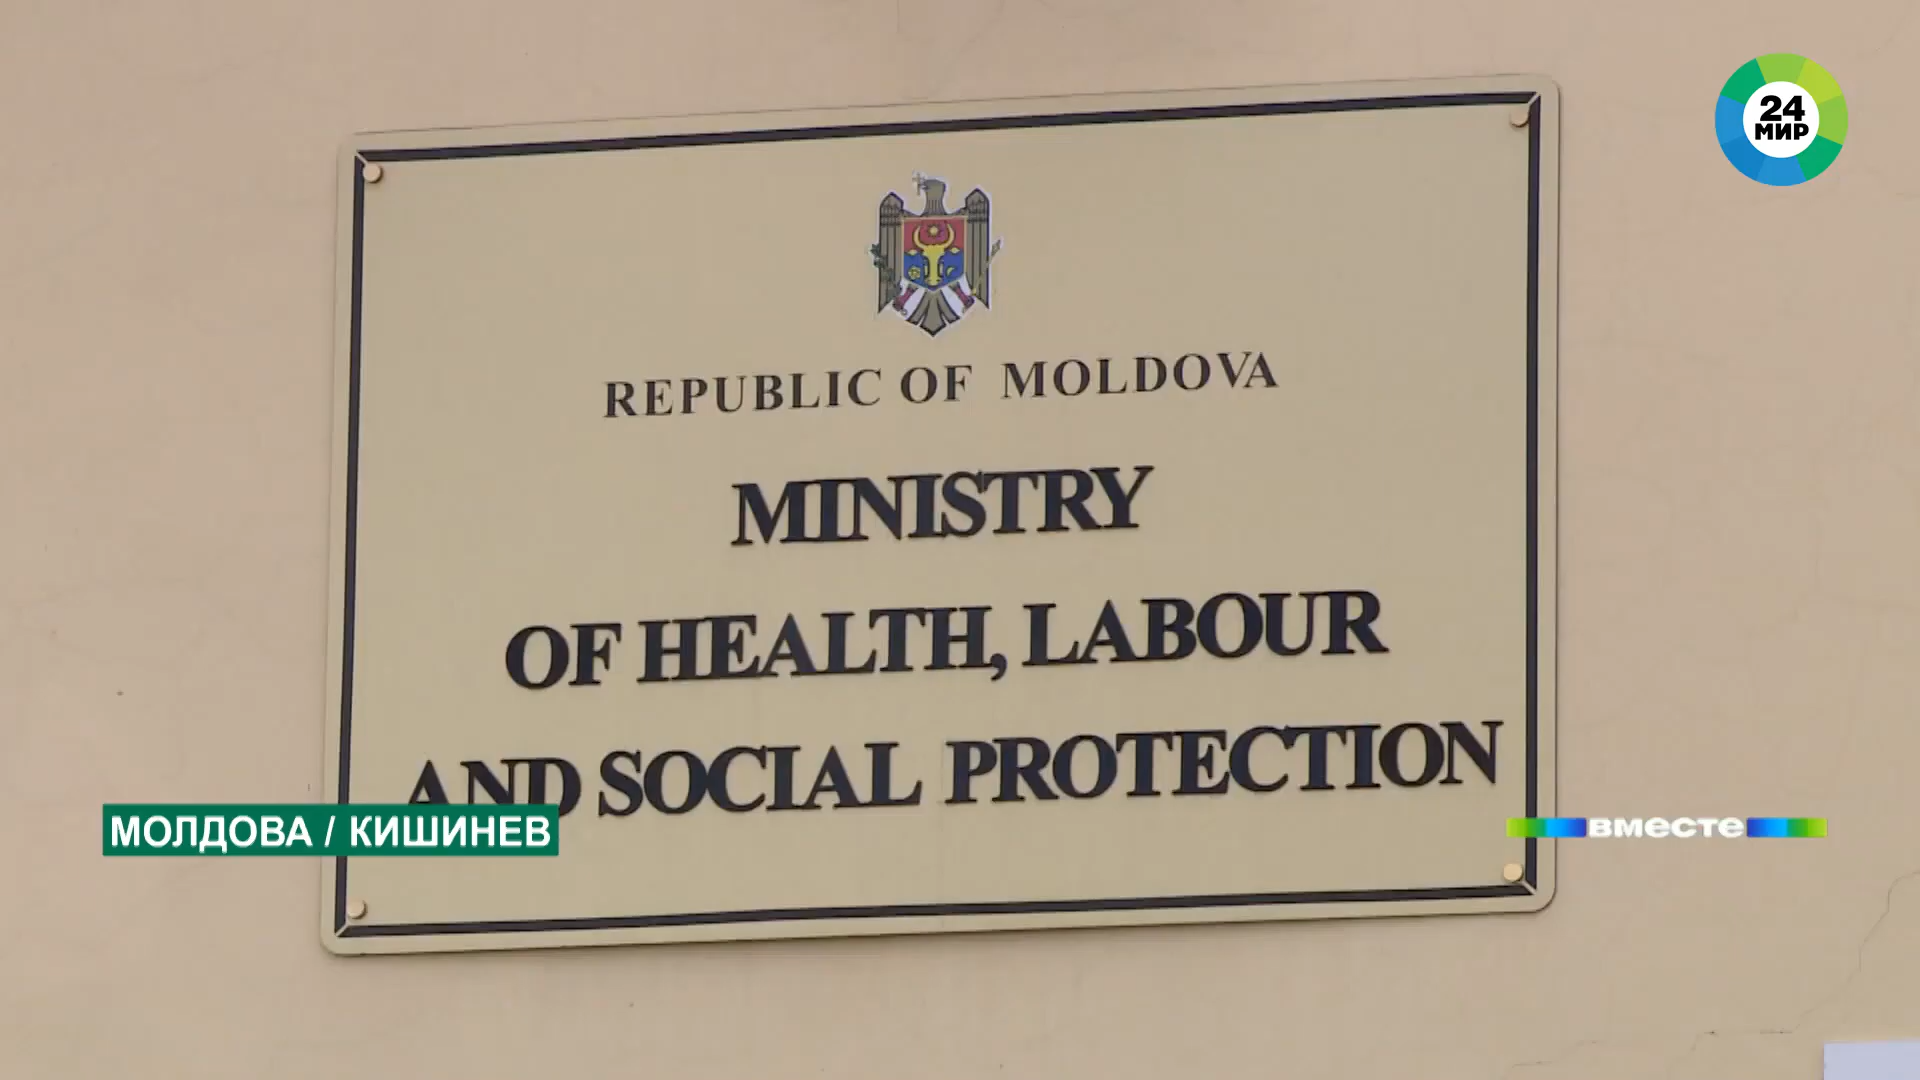 24
МИР
REPUBLIC OF MOLDOVA
MINISTRY
OF HEALTH, LABOUR
AND SOCIAL PROTECTION
МОЛДОВА / КИШИНЕВ
вместе